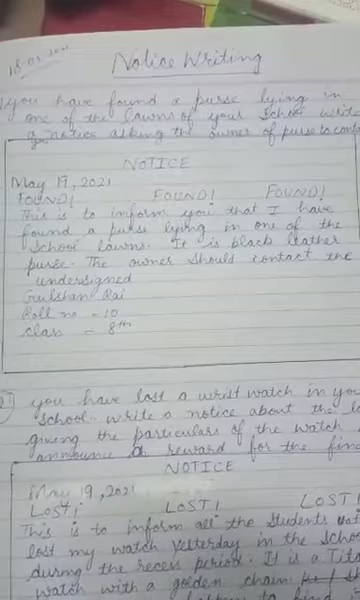 18-05-2021
Notice Writing
you have found a purse lying in
one of the lawns of your school write
a notice asking the owner of purse to
NOTICE
May 19, 2021
FOUND! FOUND! FOUND!
This is to inform you that I have
found a purse lying in one of the
school lawns. It is black leather
purse. The owner should contact the
undersigned
Gulshan Rai
Roll no - 10
Class - 8th
you have lost a wrist watch in
school. write a notice about the
giving the particulars of the watch
announce a reward for the
NOTICE
May 19, 2021
LOST! LOST! LOST
This is to inform all the students that
lost my watch yesterday in the
during the recess period. It is a
watch with a golden chain.